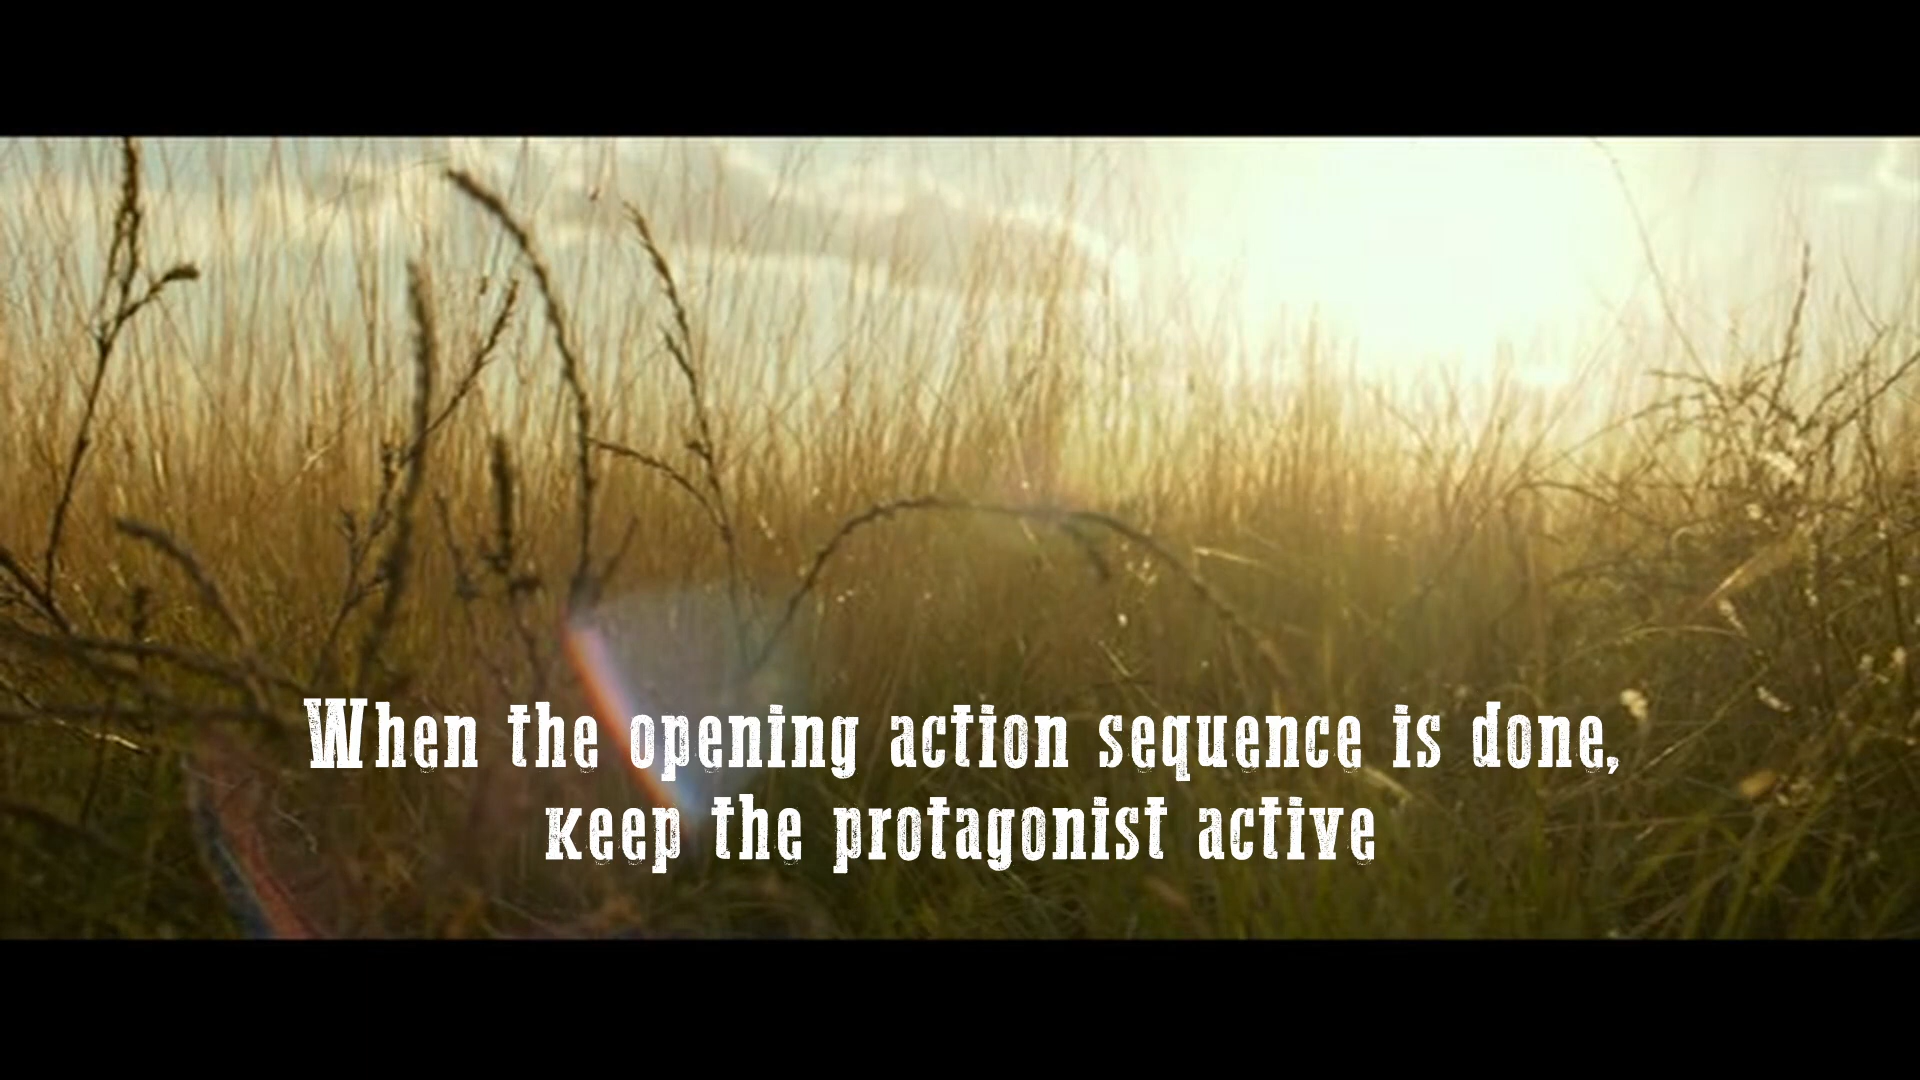 When the opening action sequence is done,
keep the protagonist active